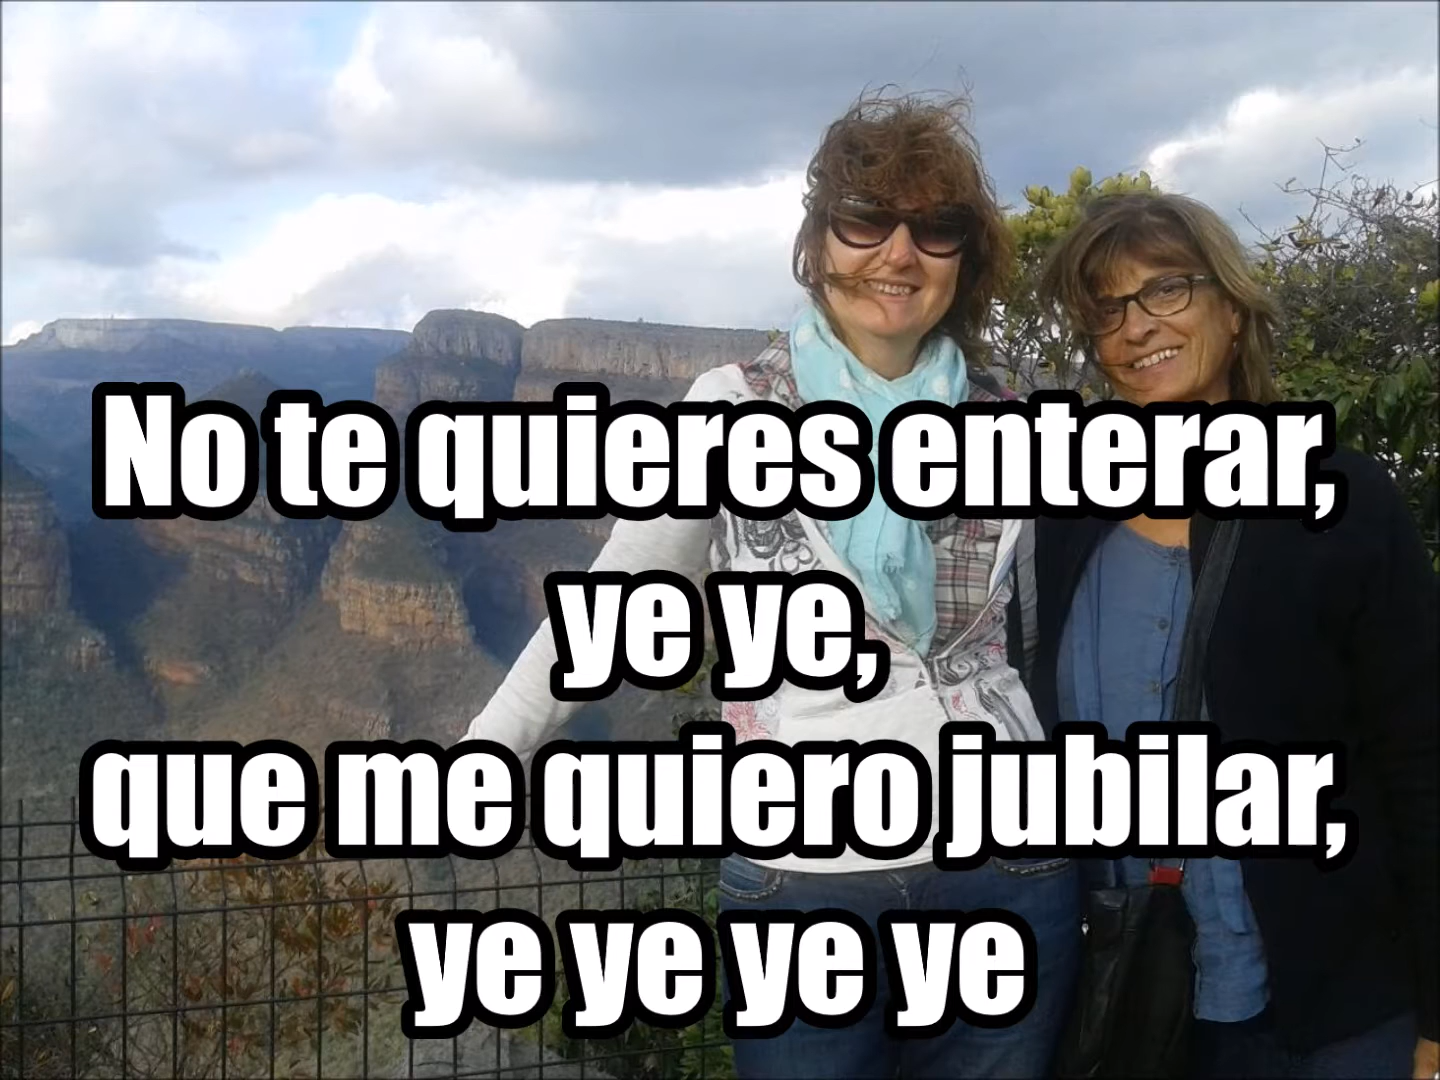 No te quieres enterar,
ye ye,
que me quiero jubilar,
ye ye ye ye